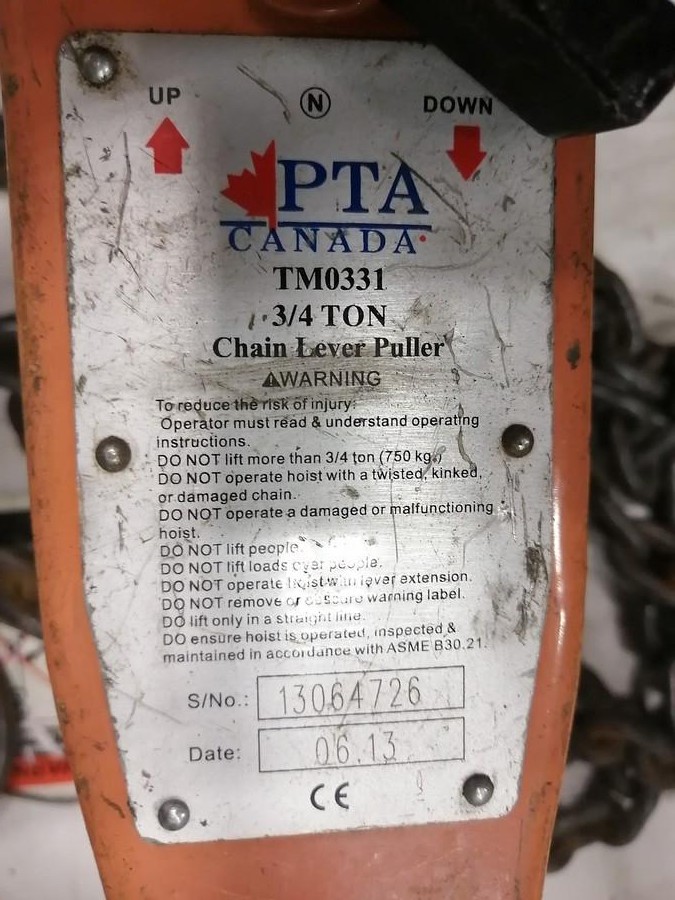 UP
N
DOWN
PTA
CANADA
TM0331
3/4 TON
Chain Lever Puller
WARNING
To reduce the risk of injury:
Operator must read & understand operating
instructions.
DO NOT lift more than 3/4 ton (750 kg.)
DO NOT operate hoist with a twisted, kinked,
or damaged chain.
DO NOT operate a damaged or malfunctioning
hoist.
DO NOT lift people.
DO NOT lift loads over people.
DO NOT operate hoist with lever extension.
DO NOT remove or obscure warning label.
DO lift only in a straight line.
DO ensure hoist is operated, inspected &
maintained in accordance with ASME B30.21.
S/No.: 13064726
Date: 06.13
CE